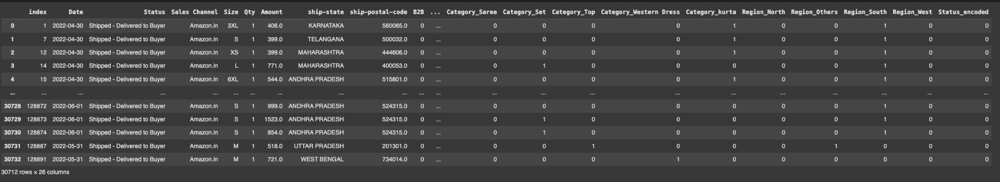 index Date Status Sales Channel Size Qty Amount ship-state ship-postal-code B2B ... Category_Saree Category_Set Category_Top Category_Western Dress Category_kurta Region_North Region_Others Region_South Region_West Status_encoded
0 1 2022-04-30 Shipped - Delivered to Buyer Amazon.in 3XL 1 406.0 KARNATAKA 560085.0 0 ... 0 0 0 0 1 0 0 1 0 0
1 7 2022-04-30 Shipped - Delivered to Buyer Amazon.in S 1 399.0 TELANGANA 500032.0 0 ... 0 0 0 0 1 0 0 1 0 0
2 12 2022-04-30 Shipped - Delivered to Buyer Amazon.in XS 1 399.0 MAHARASHTRA 444606.0 0 ... 0 0 0 0 1 0 0 1 0 0
3 14 2022-04-30 Shipped - Delivered to Buyer Amazon.in L 1 771.0 MAHARASHTRA 400053.0 0 ... 0 1 0 0 0 0 0 1 0 0
4 15 2022-04-30 Shipped - Delivered to Buyer Amazon.in 6XL 1 544.0 ANDHRA PRADESH 515801.0 0 ... 0 0 0 0 1 0 0 1 0 0
... ... ... ... ... ... ... ... ... ... ... ... ... ... ... ... ... ... ... ... ... ...
30728 128872 2022-06-01 Shipped - Delivered to Buyer Amazon.in S 1 999.0 ANDHRA PRADESH 524315.0 0 ... 0 0 0 0 0 0 0 1 0 0
30729 128873 2022-06-01 Shipped - Delivered to Buyer Amazon.in S 1 1523.0 ANDHRA PRADESH 524315.0 0 ... 0 1 0 0 0 0 0 1 0 0
30730 128874 2022-06-01 Shipped - Delivered to Buyer Amazon.in S 1 854.0 ANDHRA PRADESH 524315.0 0 ... 0 1 0 0 0 0 0 1 0 0
30731 128887 2022-05-31 Shipped - Delivered to Buyer Amazon.in M 1 518.0 UTTAR PRADESH 201301.0 0 ... 0 0 1 0 0 0 1 0 0 0
30732 128891 2022-05-31 Shipped - Delivered to Buyer Amazon.in M 1 721.0 WEST BENGAL 734014.0 0 ... 0 0 0 1 0 0 0 0 0 0
30712 rows × 26 columns